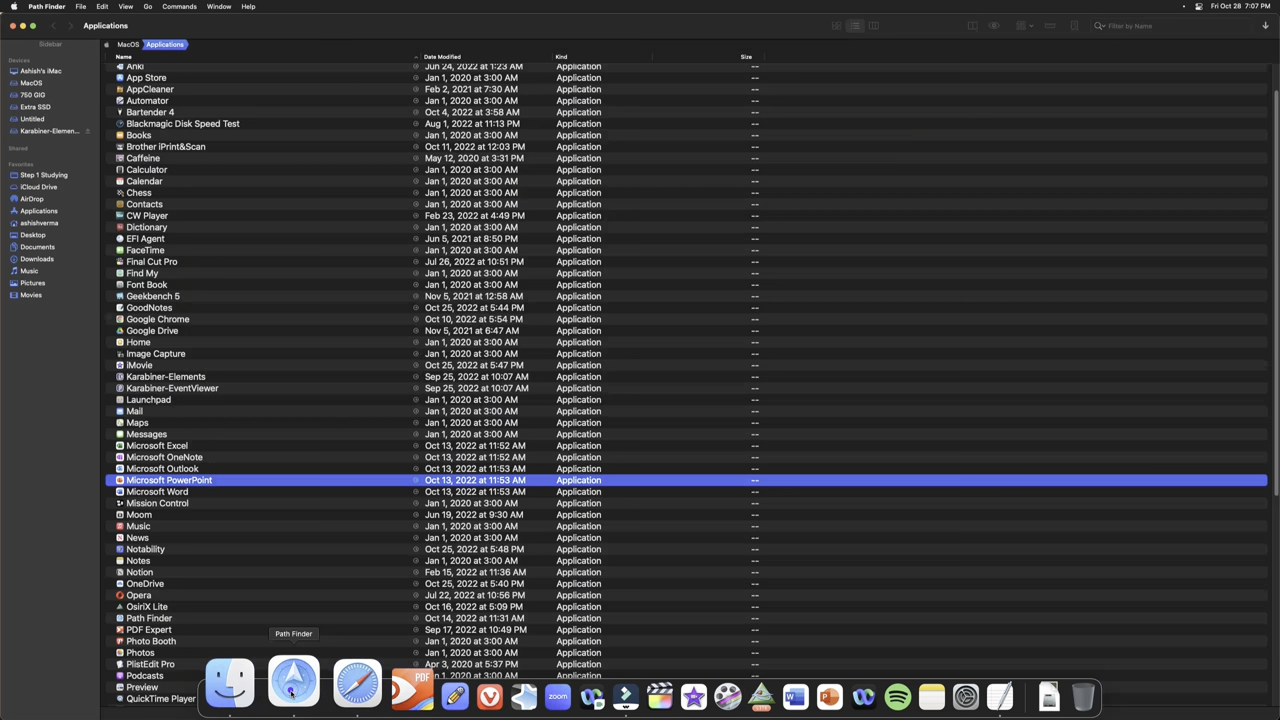 Path Finder File Edit View Go Commands Window Help Fri Oct 28 7:07 PM
Applications Filter by Name
Sidebar MacOS Applications
Name Date Modified Kind Size
Devices
Ashish's iMac
MacOS
750 GIG
Extra SSD
Untitled
Karabiner-Elemen...
Shared
Favorites
Step 1 Studying
iCloud Drive
AirDrop
Applications
ashishverma
Desktop
Documents
Downloads
Music
Pictures
Movies
Anki Jun 24, 2022 at 1:23 AM Application --
App Store Jan 1, 2020 at 3:00 AM Application --
AppCleaner Feb 2, 2021 at 7:30 AM Application --
Automator Jan 1, 2020 at 3:00 AM Application --
Bartender 4 Oct 4, 2022 at 3:58 AM Application --
Blackmagic Disk Speed Test Aug 1, 2022 at 11:13 PM Application --
Books Jan 1, 2020 at 3:00 AM Application --
Brother iPrint&Scan Oct 11, 2022 at 12:03 PM Application --
Caffeine May 12, 2020 at 3:31 PM Application --
Calculator Jan 1, 2020 at 3:00 AM Application --
Calendar Jan 1, 2020 at 3:00 AM Application --
Chess Jan 1, 2020 at 3:00 AM Application --
Contacts Jan 1, 2020 at 3:00 AM Application --
CW Player Feb 23, 2022 at 4:49 PM Application --
Dictionary Jan 1, 2020 at 3:00 AM Application --
EFI Agent Jun 5, 2021 at 8:50 PM Application --
FaceTime Jan 1, 2020 at 3:00 AM Application --
Final Cut Pro Jul 26, 2022 at 10:51 PM Application --
Find My Jan 1, 2020 at 3:00 AM Application --
Font Book Jan 1, 2020 at 3:00 AM Application --
Geekbench 5 Nov 5, 2021 at 12:58 AM Application --
GoodNotes Oct 25, 2022 at 5:44 PM Application --
Google Chrome Oct 10, 2022 at 5:54 PM Application --
Google Drive Nov 5, 2021 at 6:47 AM Application --
Home Jan 1, 2020 at 3:00 AM Application --
Image Capture Jan 1, 2020 at 3:00 AM Application --
iMovie Oct 25, 2022 at 5:47 PM Application --
Karabiner-Elements Sep 25, 2022 at 10:07 AM Application --
Karabiner-EventViewer Sep 25, 2022 at 10:07 AM Application --
Launchpad Jan 1, 2020 at 3:00 AM Application --
Mail Jan 1, 2020 at 3:00 AM Application --
Maps Jan 1, 2020 at 3:00 AM Application --
Messages Jan 1, 2020 at 3:00 AM Application --
Microsoft Excel Oct 13, 2022 at 11:52 AM Application --
Microsoft OneNote Oct 13, 2022 at 11:52 AM Application --
Microsoft Outlook Oct 13, 2022 at 11:53 AM Application --
Microsoft PowerPoint Oct 13, 2022 at 11:53 AM Application --
Microsoft Word Oct 13, 2022 at 11:53 AM Application --
Mission Control Jan 1, 2020 at 3:00 AM Application --
Moom Jun 19, 2022 at 9:30 AM Application --
Music Jan 1, 2020 at 3:00 AM Application --
News Jan 1, 2020 at 3:00 AM Application --
Notability Oct 25, 2022 at 5:48 PM Application --
Notes Jan 1, 2020 at 3:00 AM Application --
Notion Feb 15, 2022 at 11:36 AM Application --
OneDrive Oct 25, 2022 at 5:40 PM Application --
Opera Jul 22, 2022 at 10:56 PM Application --
OsiriX Lite Oct 16, 2022 at 5:09 PM Application --
Path Finder Oct 14, 2022 at 11:31 AM Application --
PDF Expert Sep 17, 2022 at 10:49 PM Application --
Photo Booth Jan 1, 2020 at 3:00 AM Application --
Photos Jan 1, 2020 at 3:00 AM Application --
PlistEdit Pro Apr 3, 2022 at 5:37 PM Application --
Podcasts
Preview
QuickTime Player
Path Finder
PDF
zoom